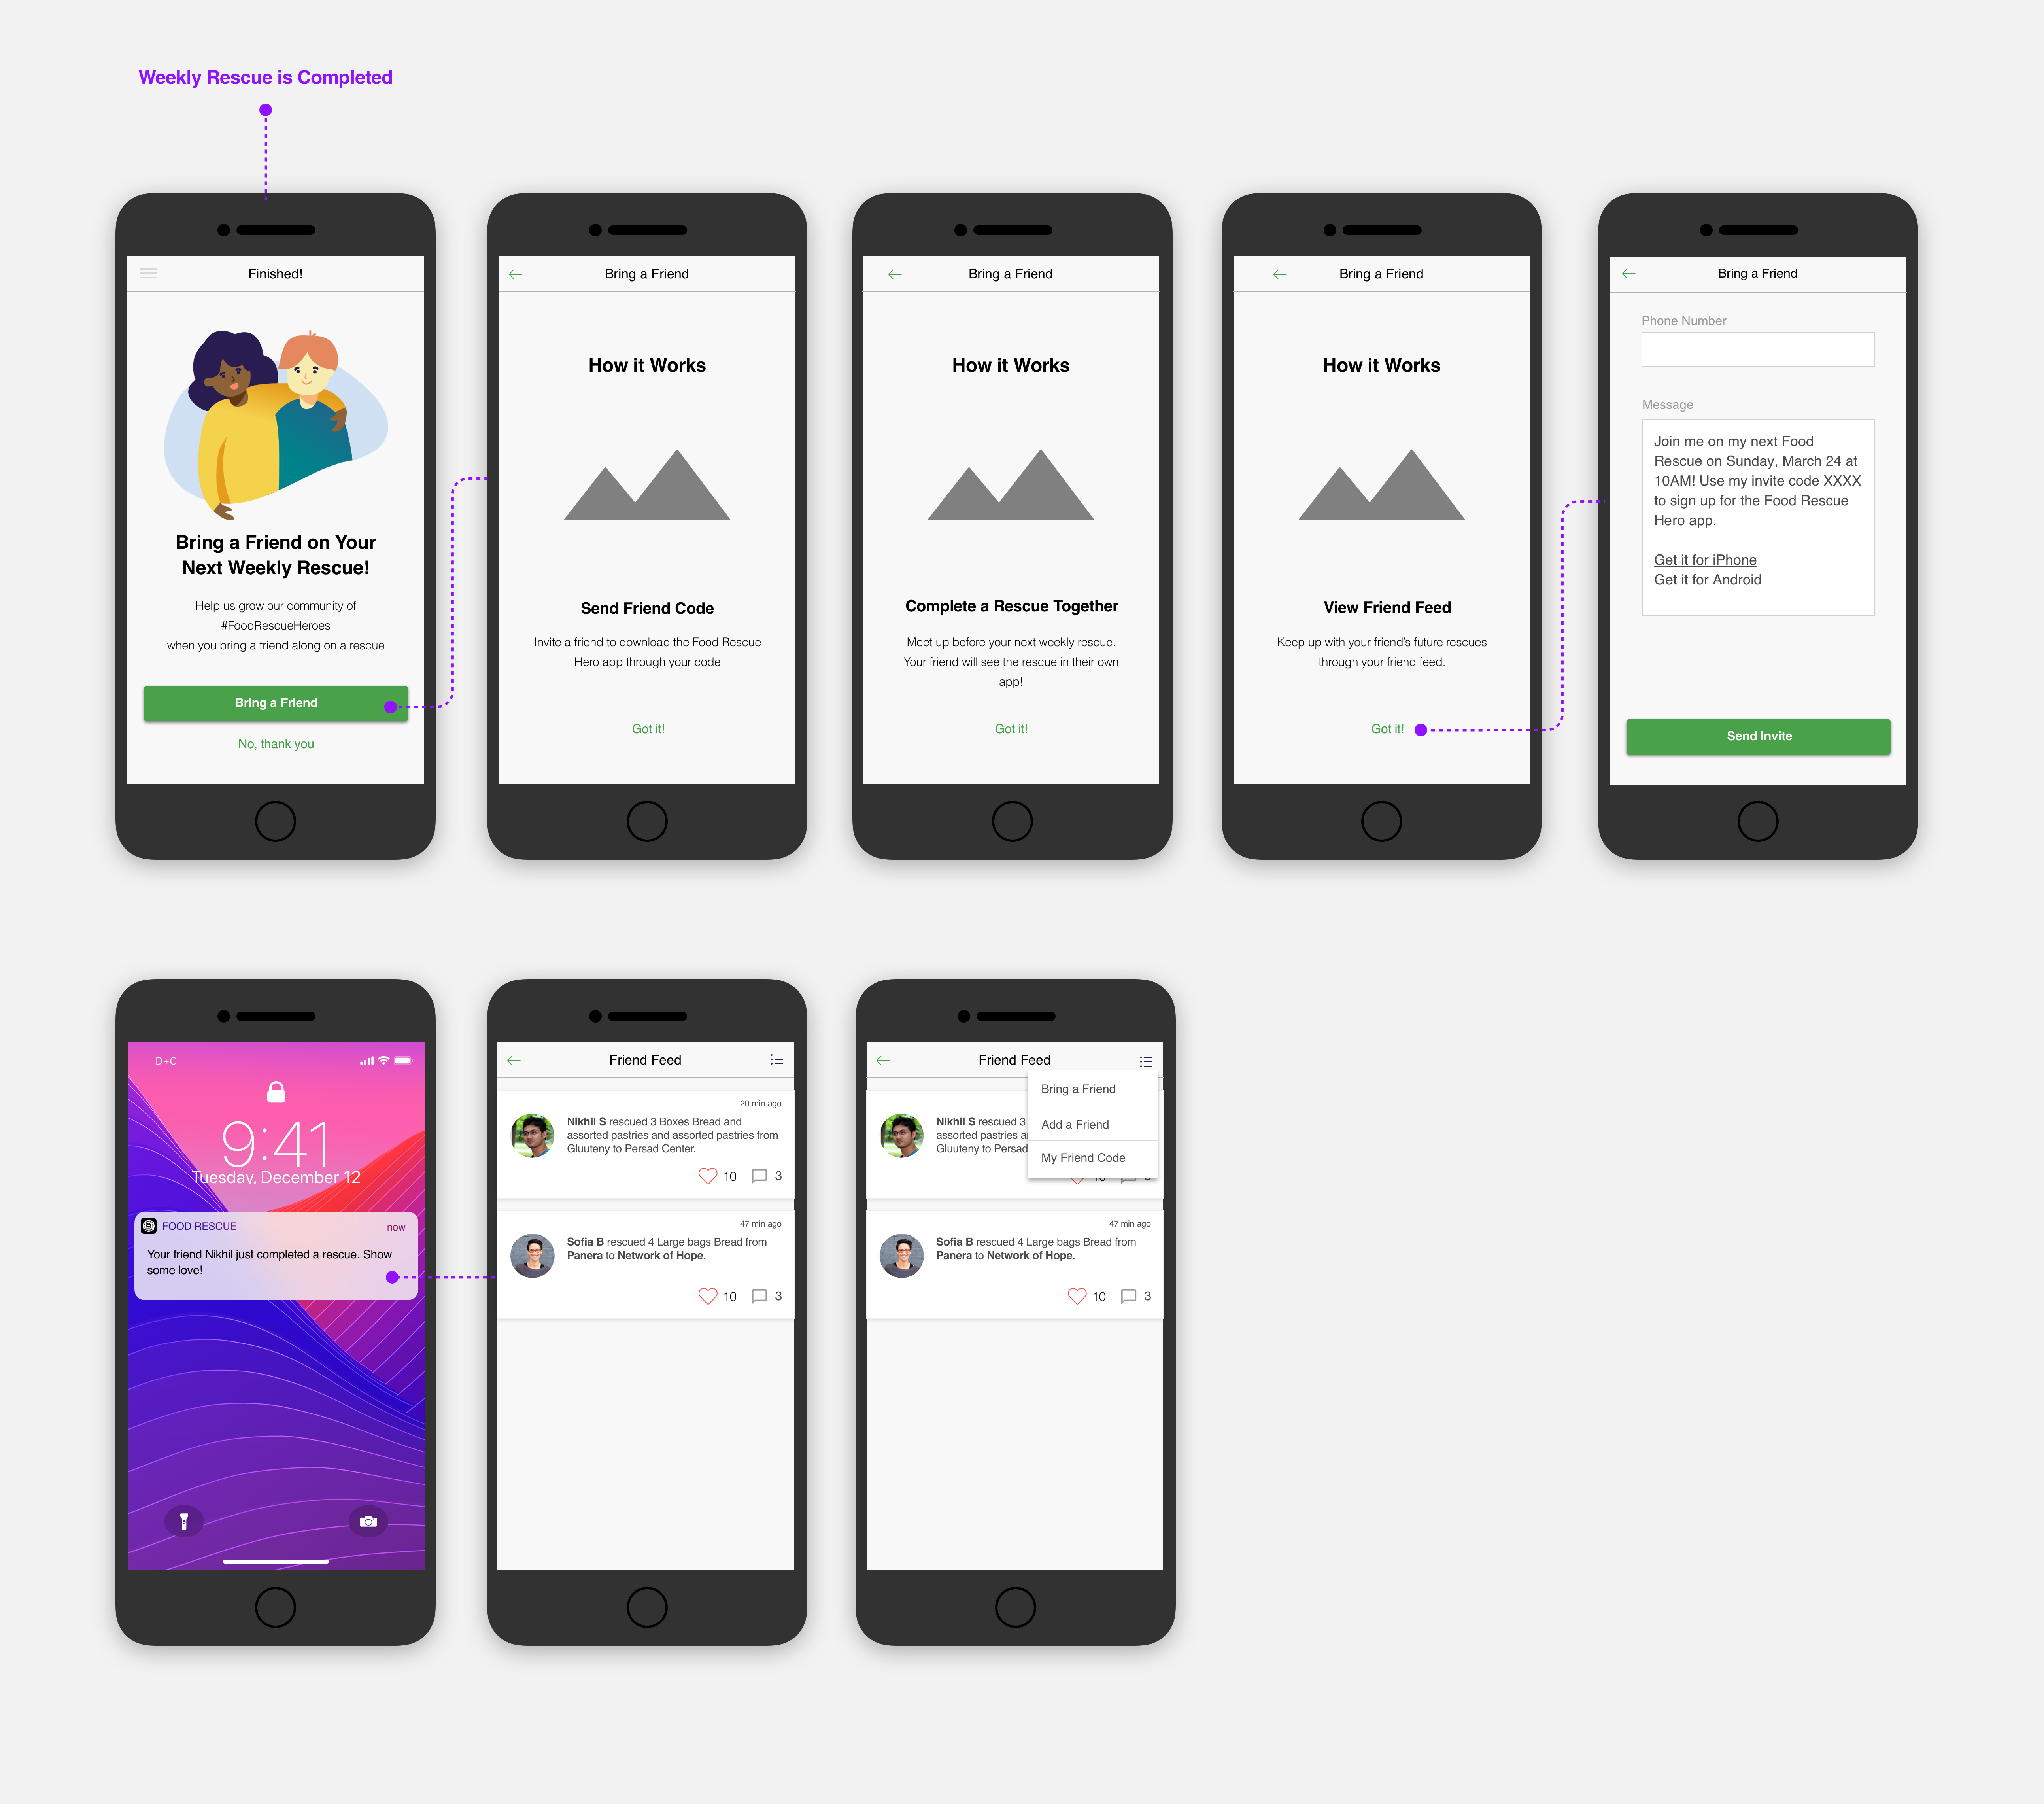 Weekly Rescue is Completed
Finished!
Bring a Friend on Your
Next Weekly Rescue!
Help us grow our community of
#FoodRescueHeroes
when you bring a friend along on a rescue
Bring a Friend
No, thank you
Bring a Friend
How it Works
Send Friend Code
Invite a friend to download the Food Rescue
Hero app through your code
Got it!
Bring a Friend
How it Works
Complete a Rescue Together
Meet up before your next weekly rescue.
Your friend will see the rescue in their own
app!
Got it!
Bring a Friend
How it Works
View Friend Feed
Keep up with your friend's future rescues
through your friend feed.
Got it!
Bring a Friend
Phone Number
Message
Join me on my next Food
Rescue on Sunday, March 24 at
10AM! Use my invite code XXXX
to sign up for the Food Rescue
Hero app.
Get it for iPhone
Get it for Android
Send Invite
D+C
9:41
Tuesday, December 12
FOOD RESCUE now
Your friend Nikhil just completed a rescue. Show
some love!
Friend Feed
20 min ago
Nikhil S rescued 3 Boxes Bread and
assorted pastries and assorted pastries from
Gluuteny to Persad Center.
10 3
47 min ago
Sofia B rescued 4 Large bags Bread from
Panera to Network of Hope.
10 3
Friend Feed
Bring a Friend
Add a Friend
My Friend Code
Nikhil S rescued 3
assorted pastries a
Gluuteny to Persad
10 3
47 min ago
Sofia B rescued 4 Large bags Bread from
Panera to Network of Hope.
10 3